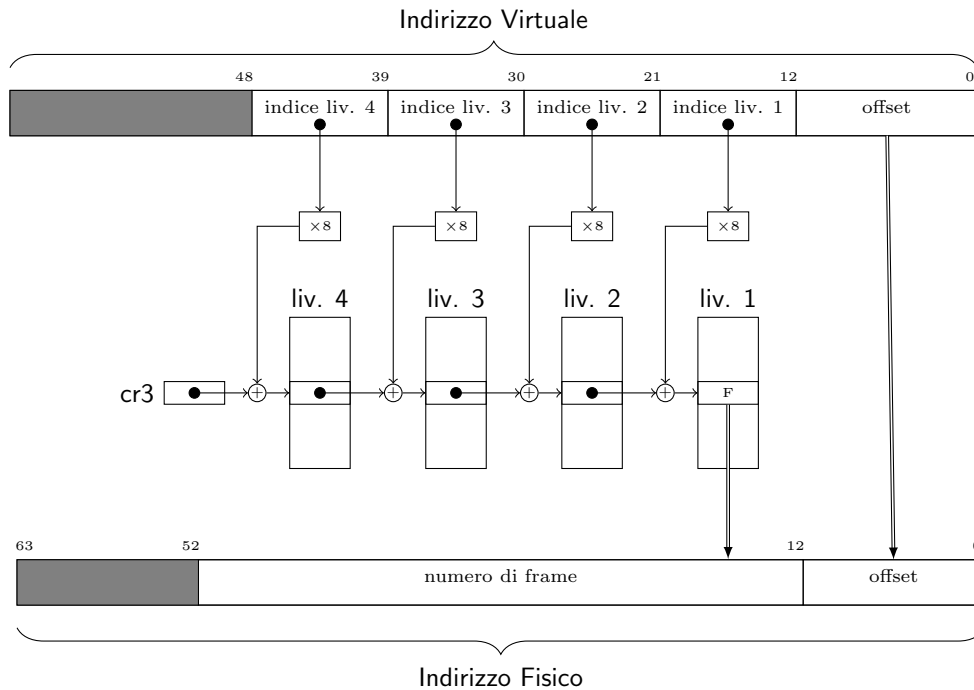 Indirizzo Virtuale
48 39 30 21 12 0
indice liv. 4 indice liv. 3 indice liv. 2 indice liv. 1 offset
×8 ×8 ×8 ×8
liv. 4 liv. 3 liv. 2 liv. 1
cr3 + + + + F
63 52 12
numero di frame offset
Indirizzo Fisico